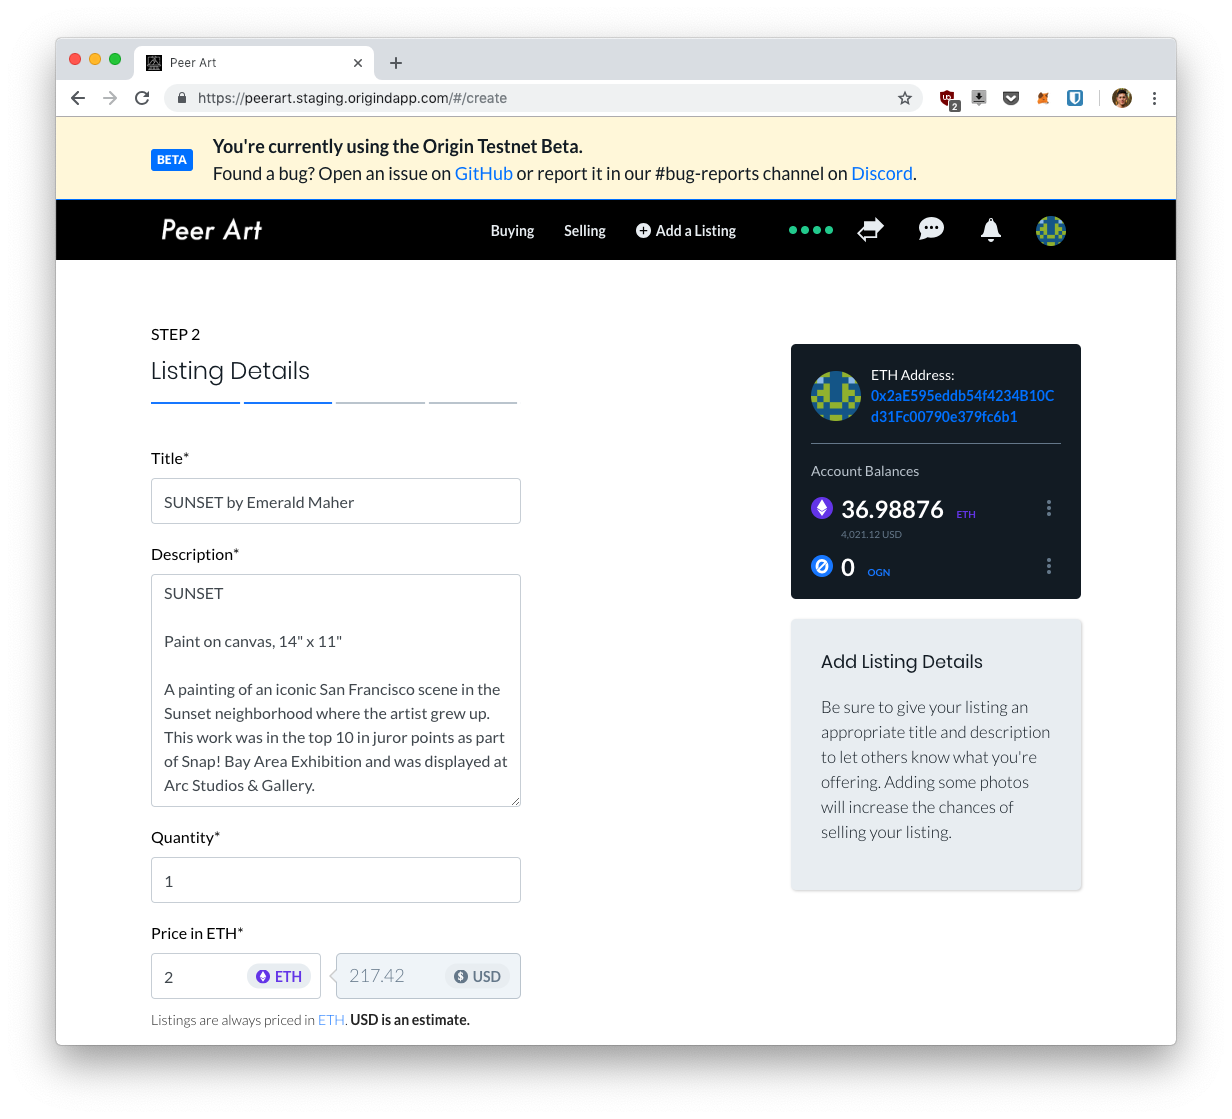 Peer Art
https://peerart.staging.origindapp.com/#/create
2
BETA
You're currently using the Origin Testnet Beta.
Found a bug? Open an issue on GitHub or report it in our #bug-reports channel on Discord.
Peer Art
Buying Selling Add a Listing
STEP 2
Listing Details
Title*
SUNSET by Emerald Maher
Description*
SUNSET
Paint on canvas, 14" x 11"
A painting of an iconic San Francisco scene in the
Sunset neighborhood where the artist grew up.
This work was in the top 10 in juror points as part
of Snap! Bay Area Exhibition and was displayed at
Arc Studios & Gallery.
Quantity*
1
Price in ETH*
2 ETH 217.42 USD
Listings are always priced in ETH. USD is an estimate.
ETH Address:
0x2aE595eddb54f4234B10C
d31Fc00790e379fc6b1
Account Balances
36.98876 ETH
4,021.12 USD
0 OGN
Add Listing Details
Be sure to give your listing an
appropriate title and description
to let others know what you're
offering. Adding some photos
will increase the chances of
selling your listing.